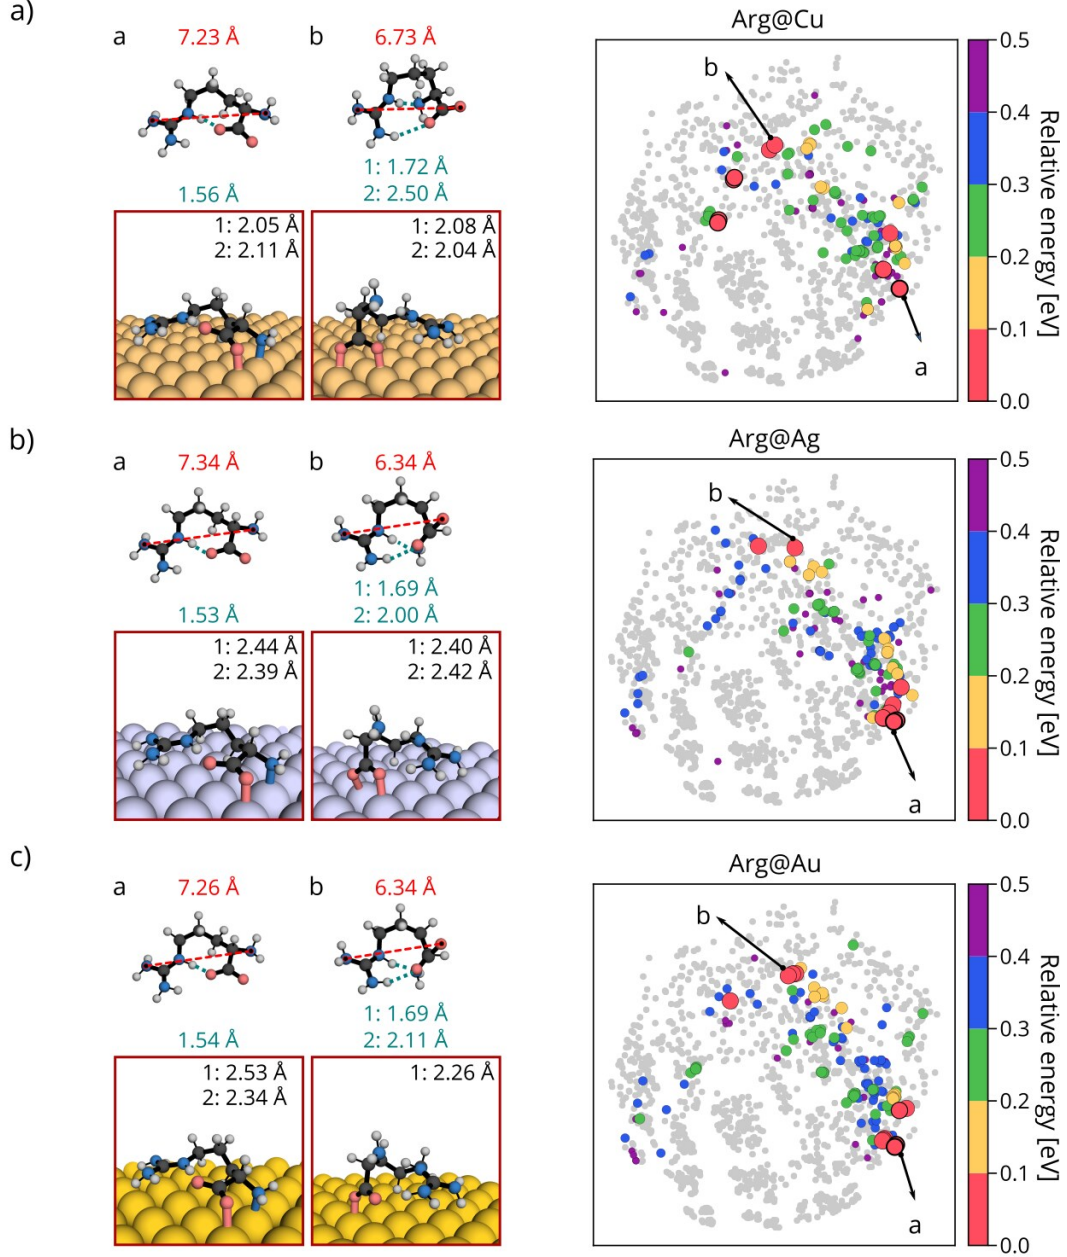 a)
a
7.23 Å
b
6.73 Å
1.56 Å
1: 1.72 Å
2: 2.50 Å
1: 2.05 Å
2: 2.11 Å
1: 2.08 Å
2: 2.04 Å
Arg@Cu
b
a
0.5
0.4
0.3
0.2
0.1
0.0
Relative energy [eV]
b)
a
7.34 Å
b
6.34 Å
1.53 Å
1: 1.69 Å
2: 2.00 Å
1: 2.44 Å
2: 2.39 Å
1: 2.40 Å
2: 2.42 Å
Arg@Ag
b
a
0.5
0.4
0.3
0.2
0.1
0.0
Relative energy [eV]
c)
a
7.26 Å
b
6.34 Å
1.54 Å
1: 1.69 Å
2: 2.11 Å
1: 2.53 Å
2: 2.34 Å
1: 2.26 Å
Arg@Au
b
a
0.5
0.4
0.3
0.2
0.1
0.0
Relative energy [eV]